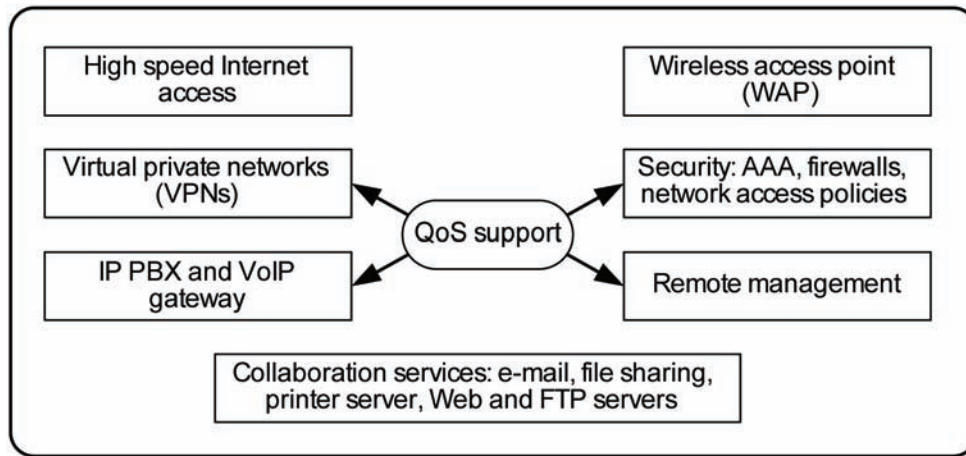 High speed Internet
access
Wireless access point
(WAP)
Virtual private networks
(VPNs)
Security: AAA, firewalls,
network access policies
QoS support
IP PBX and VoIP
gateway
Remote management
Collaboration services: e-mail, file sharing,
printer server, Web and FTP servers